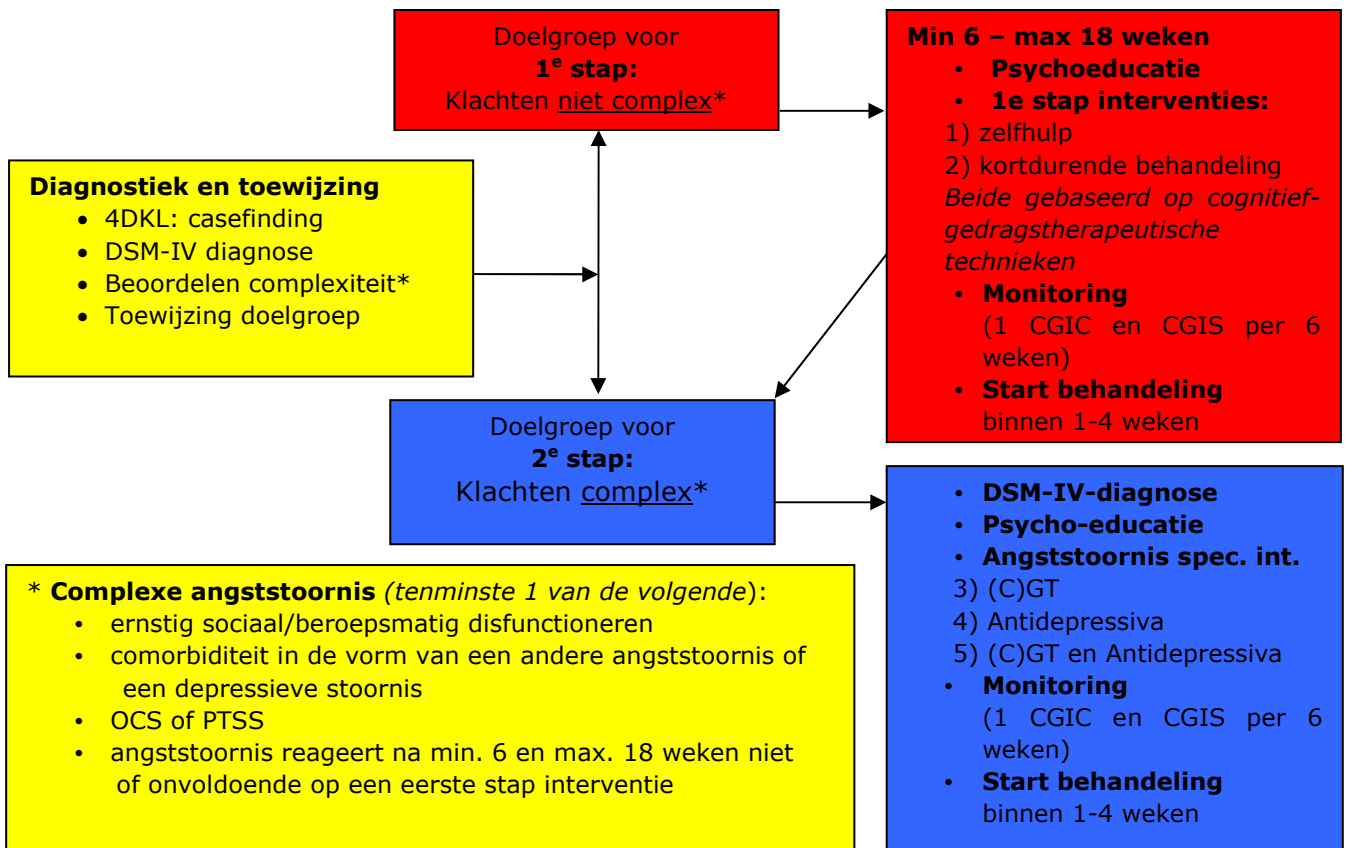 Doelgroep voor
1e stap:
Klachten niet complex*
Min 6 – max 18 weken
• Psychoeducatie
• 1e stap interventies:
1) zelfhulp
2) kortdurende behandeling
Beide gebaseerd op cognitief-
gedragstherapeutische
technieken
• Monitoring
(1 CGIC en CGIS per 6
weken)
• Start behandeling
binnen 1-4 weken
Diagnostiek en toewijzing
• 4DKL: casefinding
• DSM-IV diagnose
• Beoordelen complexiteit*
• Toewijzing doelgroep
Doelgroep voor
2e stap:
Klachten complex*
• DSM-IV-diagnose
• Psycho-educatie
• Angststoornis spec. int.
3) (C)GT
4) Antidepressiva
5) (C)GT en Antidepressiva
• Monitoring
(1 CGIC en CGIS per 6
weken)
• Start behandeling
binnen 1-4 weken
* Complexe angststoornis (tenminste 1 van de volgende):
• ernstig sociaal/beroepsmatig disfunctioneren
• comorbiditeit in de vorm van een andere angststoornis of
een depressieve stoornis
• OCS of PTSS
• angststoornis reageert na min. 6 en max. 18 weken niet
of onvoldoende op een eerste stap interventie